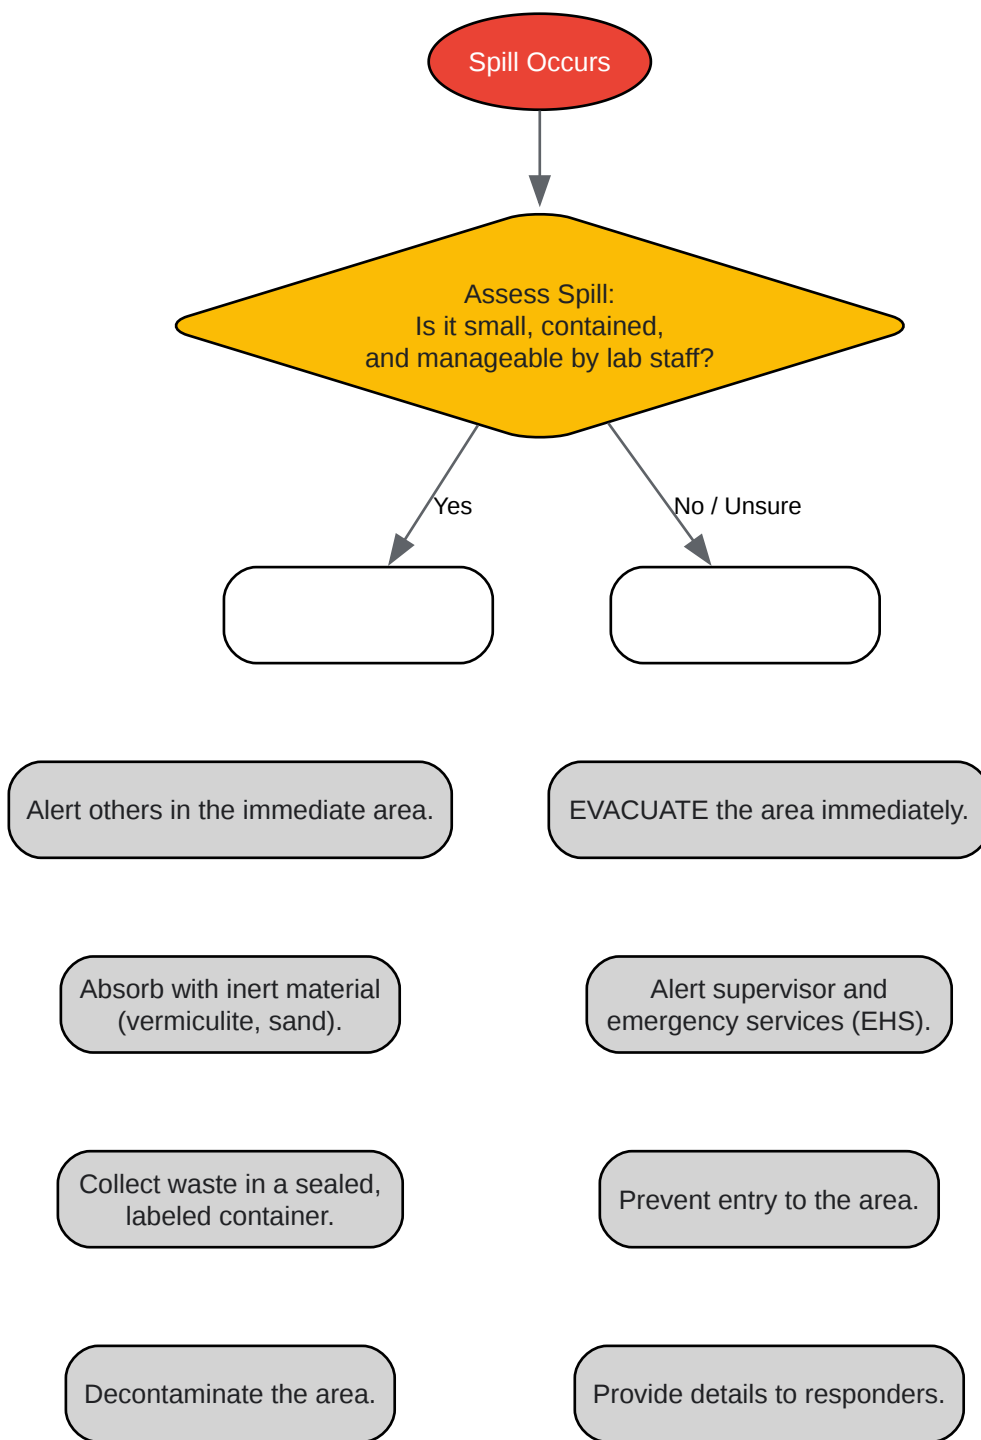 Spill Occurs
Assess Spill:
Is it small, contained,
and manageable by lab staff?
Yes
No / Unsure
Alert others in the immediate area.
EVACUATE the area immediately.
Absorb with inert material
(vermiculite, sand).
Alert supervisor and
emergency services (EHS).
Collect waste in a sealed,
labeled container.
Prevent entry to the area.
Decontaminate the area.
Provide details to responders.